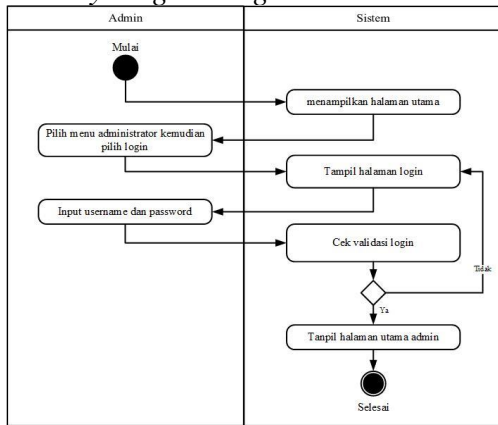 Admin
Sistem
Mulai
menampilkan halaman utama
Pilih menu administrator kemudian
pilih login
Tampil halaman login
Input username dan password
Cek validasi login
Tidak
Ya
Tanpil halaman utama admin
Selesai